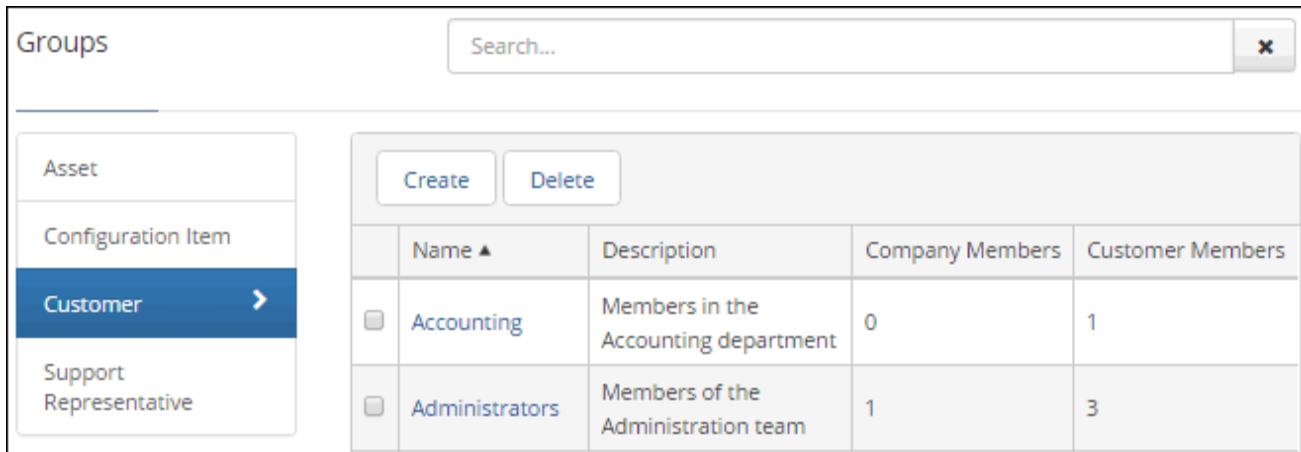 Groups
Search...
Asset
Configuration Item
Customer
Support
Representative
Create Delete
Name ▲ Description Company Members Customer Members
Accounting Members in the
Accounting department 0 1
Administrators Members of the
Administration team 1 3